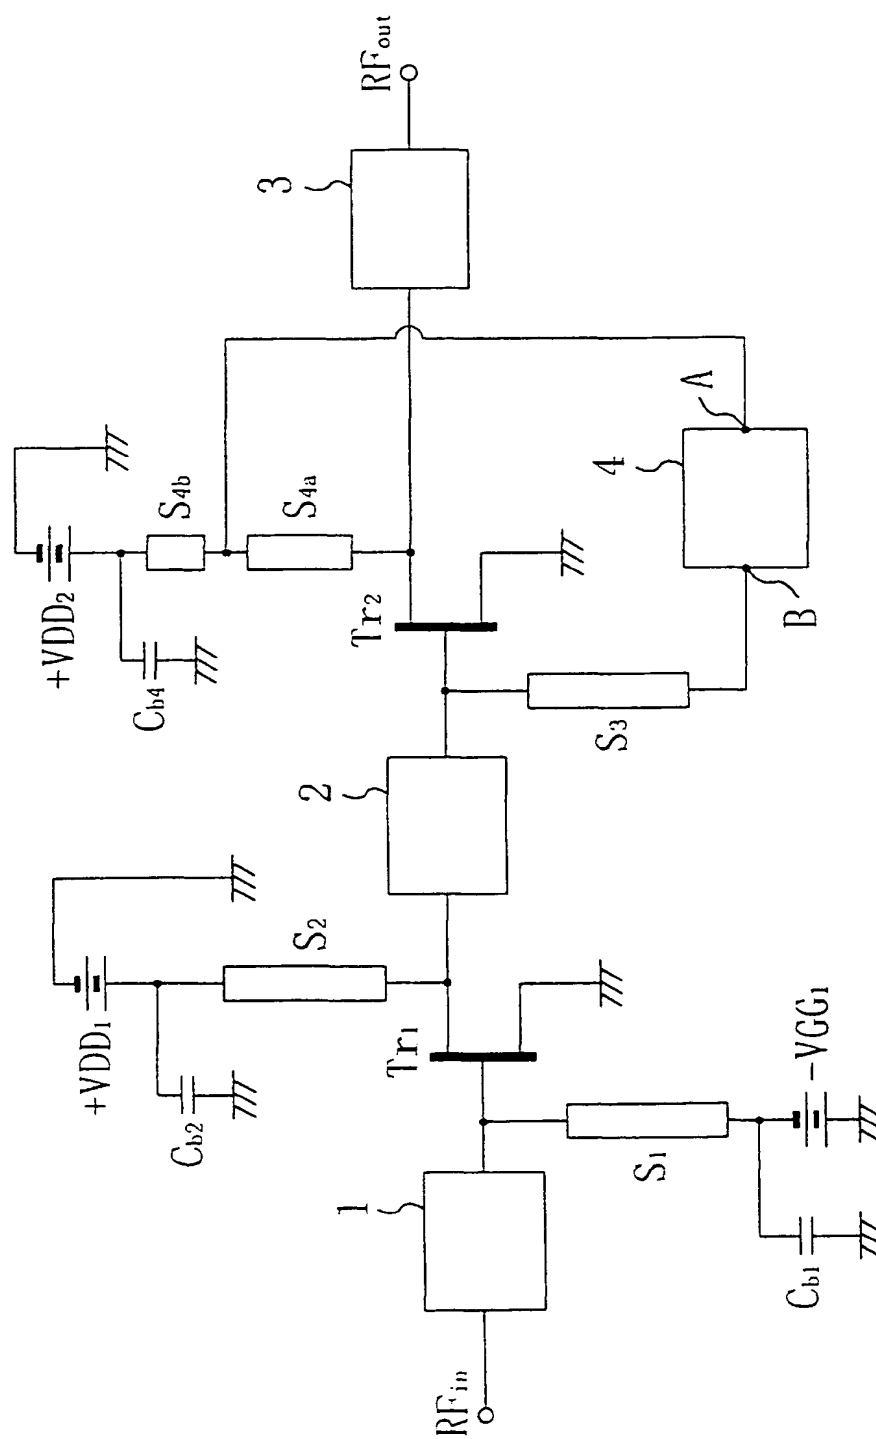 RFin
1
Cb1
S1
-VGG1
Tr1
Cb2
+VDD1
S2
2
S3
Tr2
Cb4
+VDD2
S4b
S4a
B
4
A
3
RFout